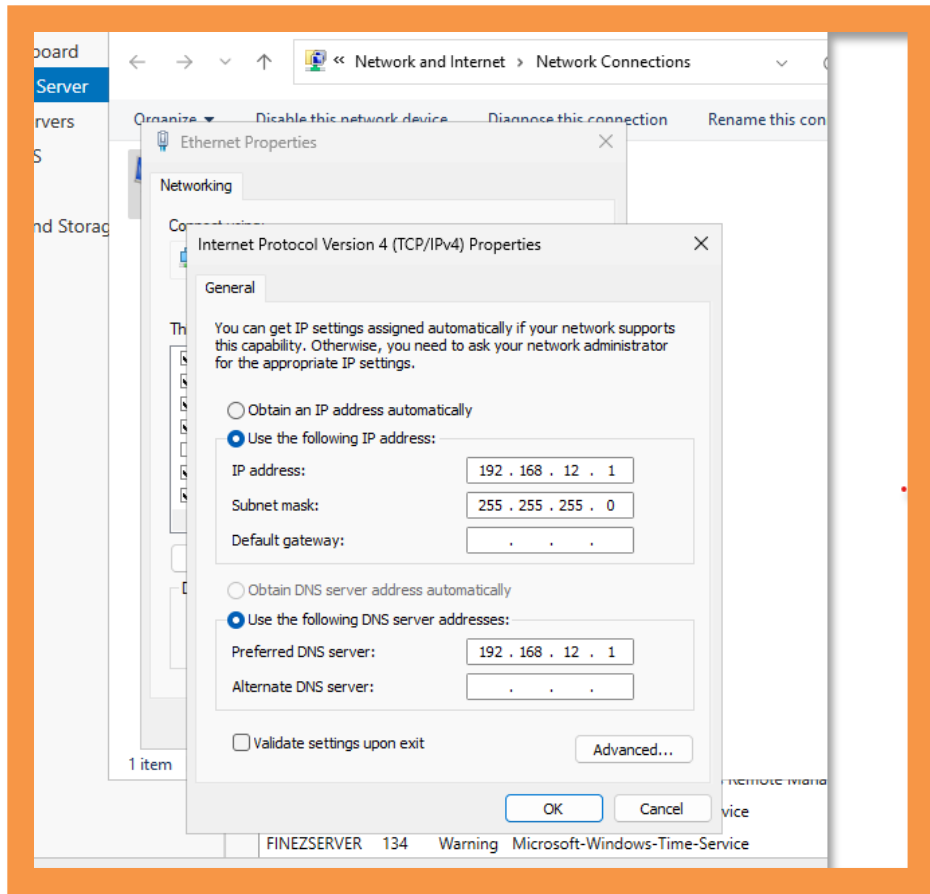 board
Server
rvers
S
nd Storag
« Network and Internet › Network Connections
Organize Disable this network device Diagnose this connection Rename this con
Ethernet Properties
Networking
Connect using:
Internet Protocol Version 4 (TCP/IPv4) Properties
General
Th
You can get IP settings assigned automatically if your network supports
this capability. Otherwise, you need to ask your network administrator
for the appropriate IP settings.
Obtain an IP address automatically
Use the following IP address:
IP address: 192 . 168 . 12 . 1
Subnet mask: 255 . 255 . 255 . 0
Default gateway: . . .
Obtain DNS server address automatically
Use the following DNS server addresses:
Preferred DNS server: 192 . 168 . 12 . 1
Alternate DNS server: . . .
Validate settings upon exit
Advanced...
1 item
OK Cancel
Remote Mana
vice
FINEZSERVER 134 Warning Microsoft-Windows-Time-Service